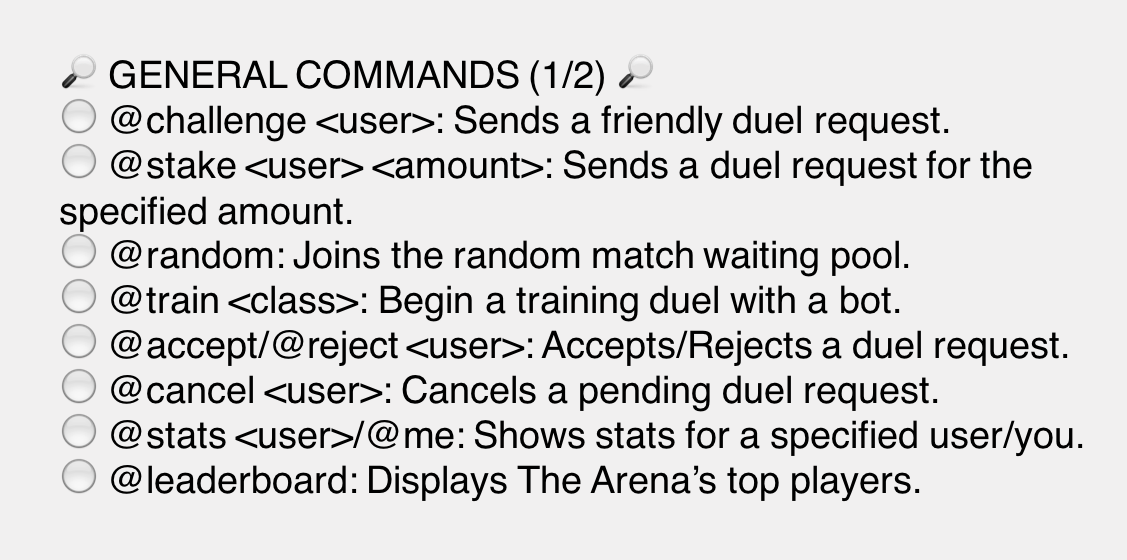 🔎 GENERAL COMMANDS (1/2) 🔎
⚪ @challenge <user>: Sends a friendly duel request.
⚪ @stake <user> <amount>: Sends a duel request for the
specified amount.
⚪ @random: Joins the random match waiting pool.
⚪ @train <class>: Begin a training duel with a bot.
⚪ @accept/@reject <user>: Accepts/Rejects a duel request.
⚪ @cancel <user>: Cancels a pending duel request.
⚪ @stats <user>/@me: Shows stats for a specified user/you.
⚪ @leaderboard: Displays The Arena’s top players.